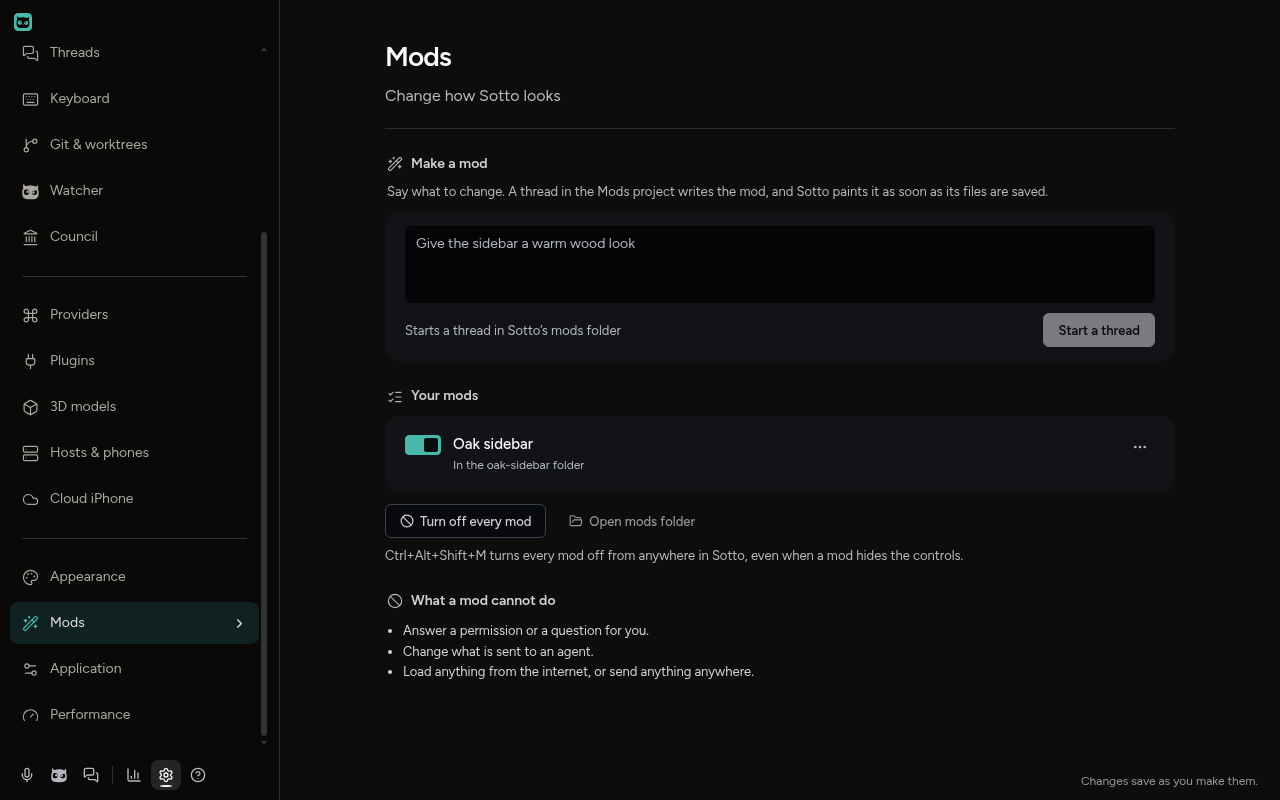 Threads
Keyboard
Git & worktrees
Watcher
Council
Providers
Plugins
3D models
Hosts & phones
Cloud iPhone
Appearance
Mods
Application
Performance
Mods
Change how Sotto looks
Make a mod
Say what to change. A thread in the Mods project writes the mod, and Sotto paints it as soon as its files are saved.
Give the sidebar a warm wood look
Starts a thread in Sotto’s mods folder
Start a thread
Your mods
Oak sidebar
In the oak-sidebar folder
Turn off every mod
Open mods folder
Ctrl+Alt+Shift+M turns every mod off from anywhere in Sotto, even when a mod hides the controls.
What a mod cannot do
• Answer a permission or a question for you.
• Change what is sent to an agent.
• Load anything from the internet, or send anything anywhere.
Changes save as you make them.